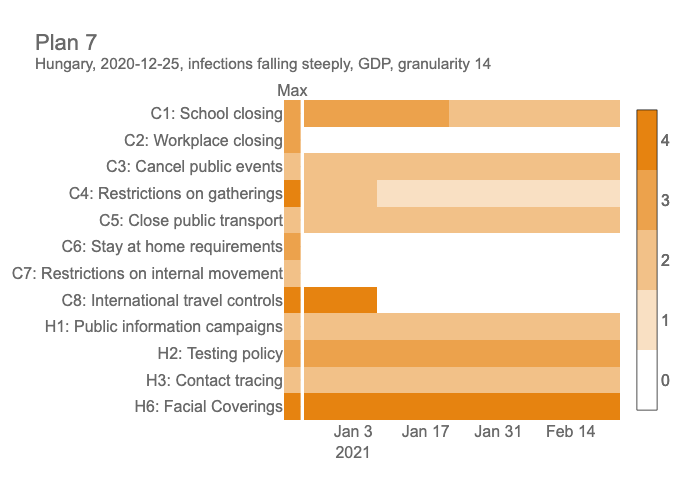 Plan 7
Hungary, 2020-12-25, infections falling steeply, GDP, granularity 14
Max
C1: School closing
C2: Workplace closing
C3: Cancel public events
C4: Restrictions on gatherings
C5: Close public transport
C6: Stay at home requirements
C7: Restrictions on internal movement
C8: International travel controls
H1: Public information campaigns
H2: Testing policy
H3: Contact tracing
H6: Facial Coverings
Jan 3 Jan 17 Jan 31 Feb 14
2021
4
3
2
1
0